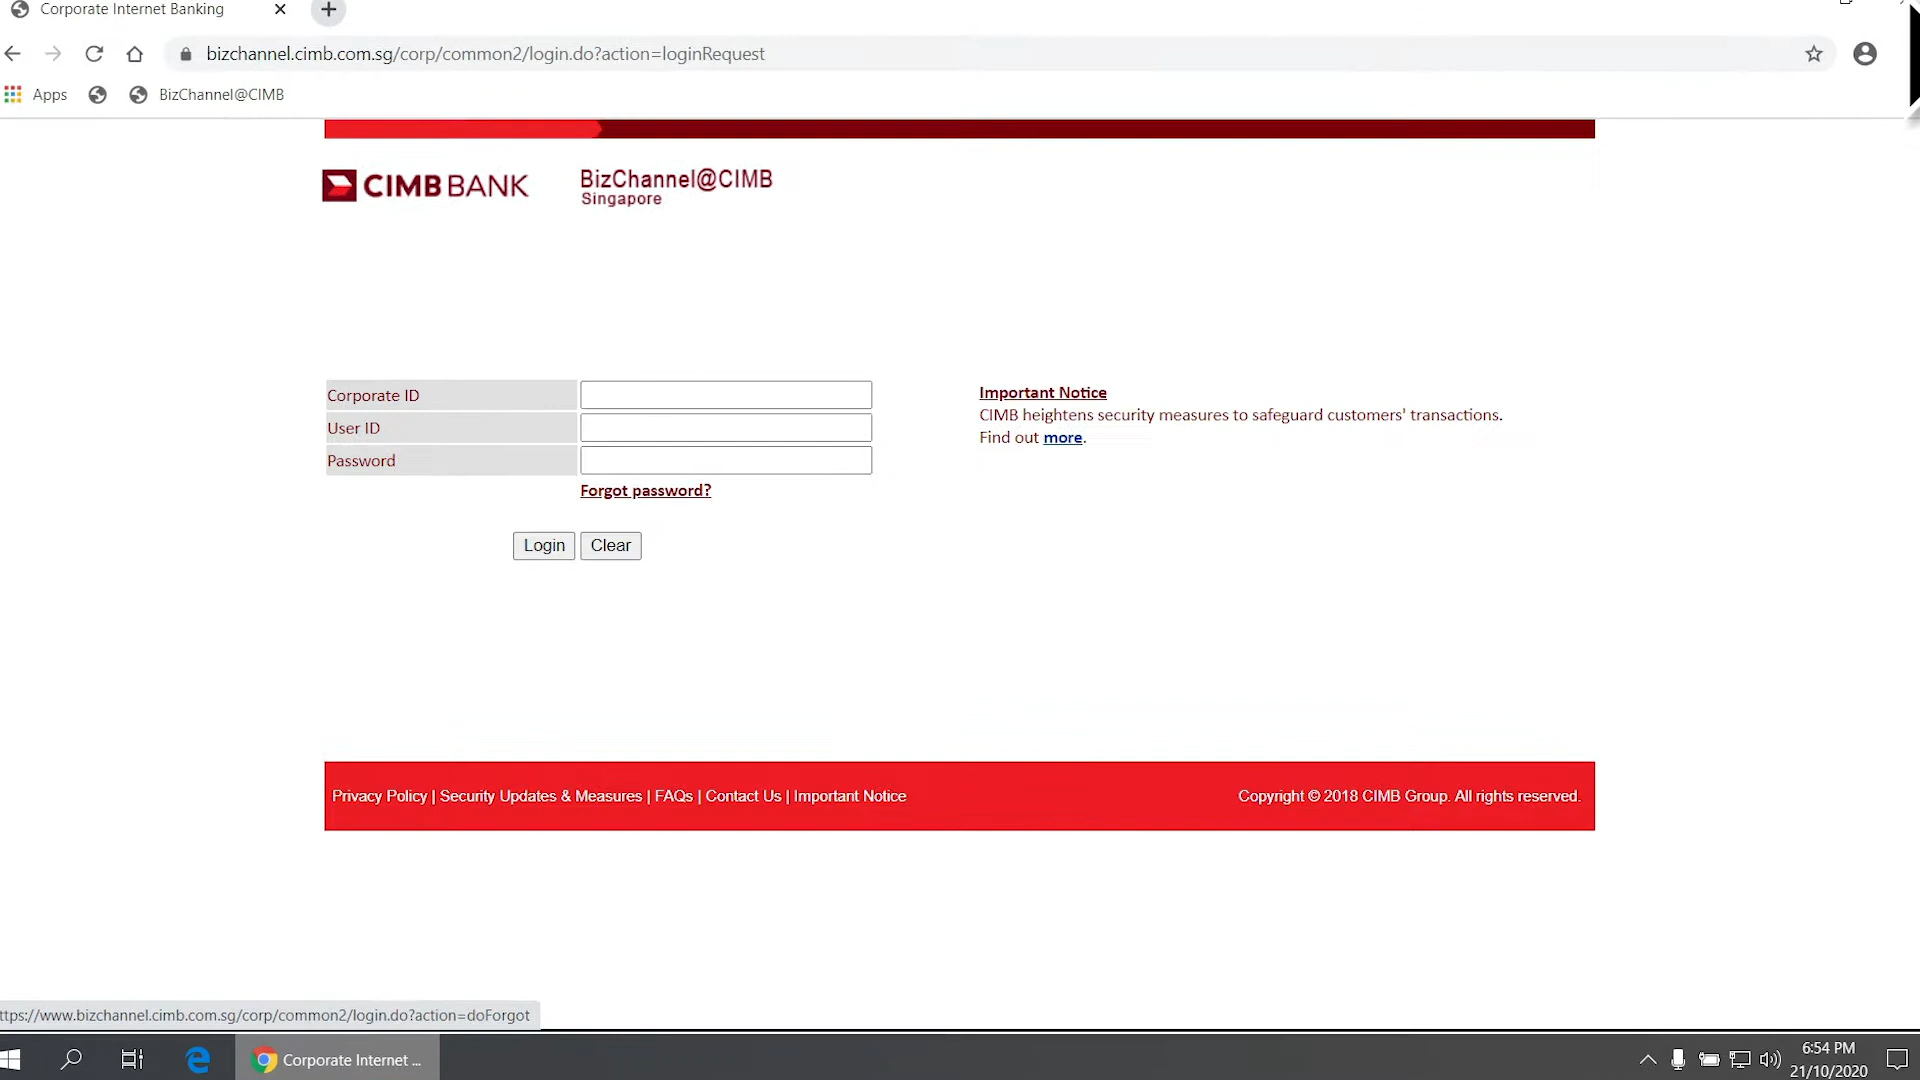 Corporate Internet Banking
bizchannel.cimb.com.sg/corp/common2/login.do?action=loginRequest
Apps
BizChannel@CIMB
CIMB BANK
BizChannel@CIMB
Singapore
Corporate ID
User ID
Password
Forgot password?
Login Clear
Important Notice
CIMB heightens security measures to safeguard customers' transactions.
Find out more.
Privacy Policy | Security Updates & Measures | FAQs | Contact Us | Important Notice
Copyright © 2018 CIMB Group. All rights reserved.
ttps://www.bizchannel.cimb.com.sg/corp/common2/login.do?action=doForgot
Corporate Internet ...
6:54 PM
21/10/2020